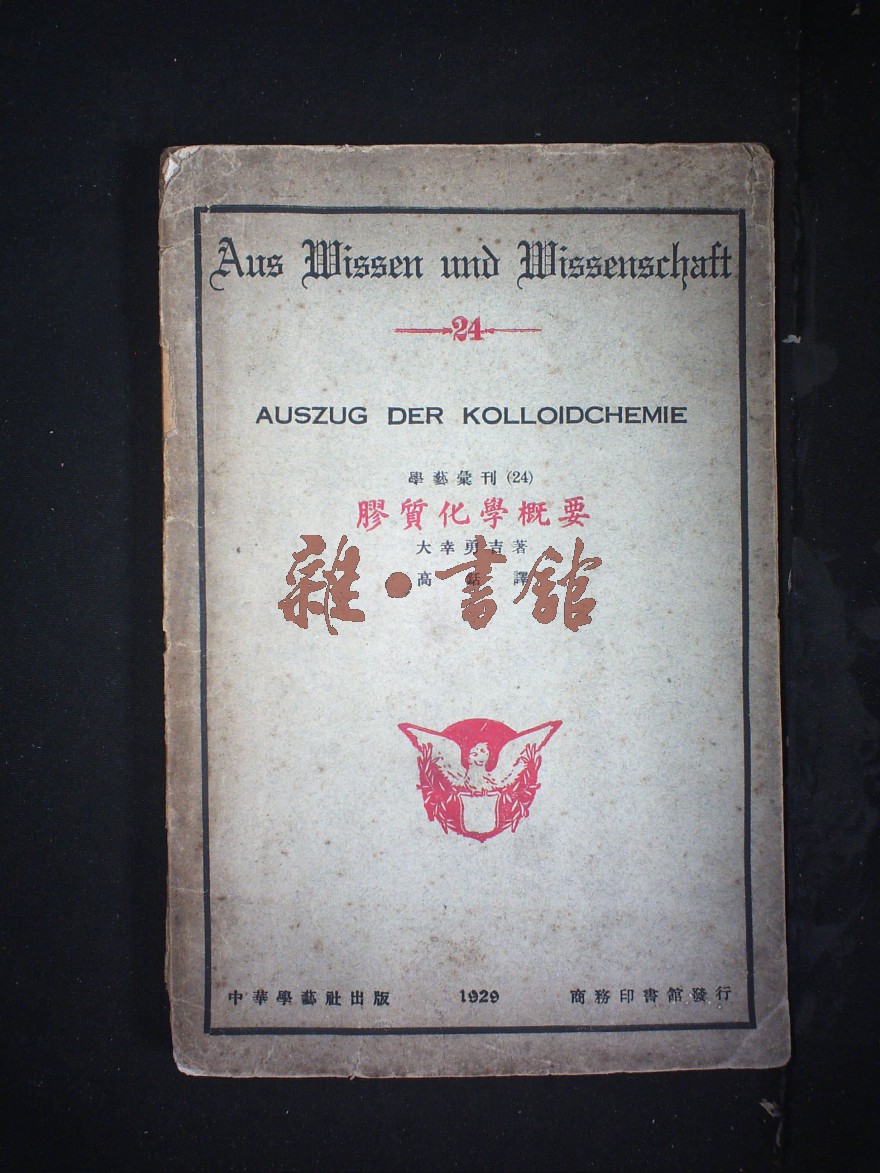 Aus Wissen und Wissenschaft
24
AUSZUG DER KOLLOIDCHEMIE
學藝彙刊 (24)
膠質化學概要
大幸勇吉著
高 譯
雜·書館
中華學藝社出版 1929 商務印書館發行